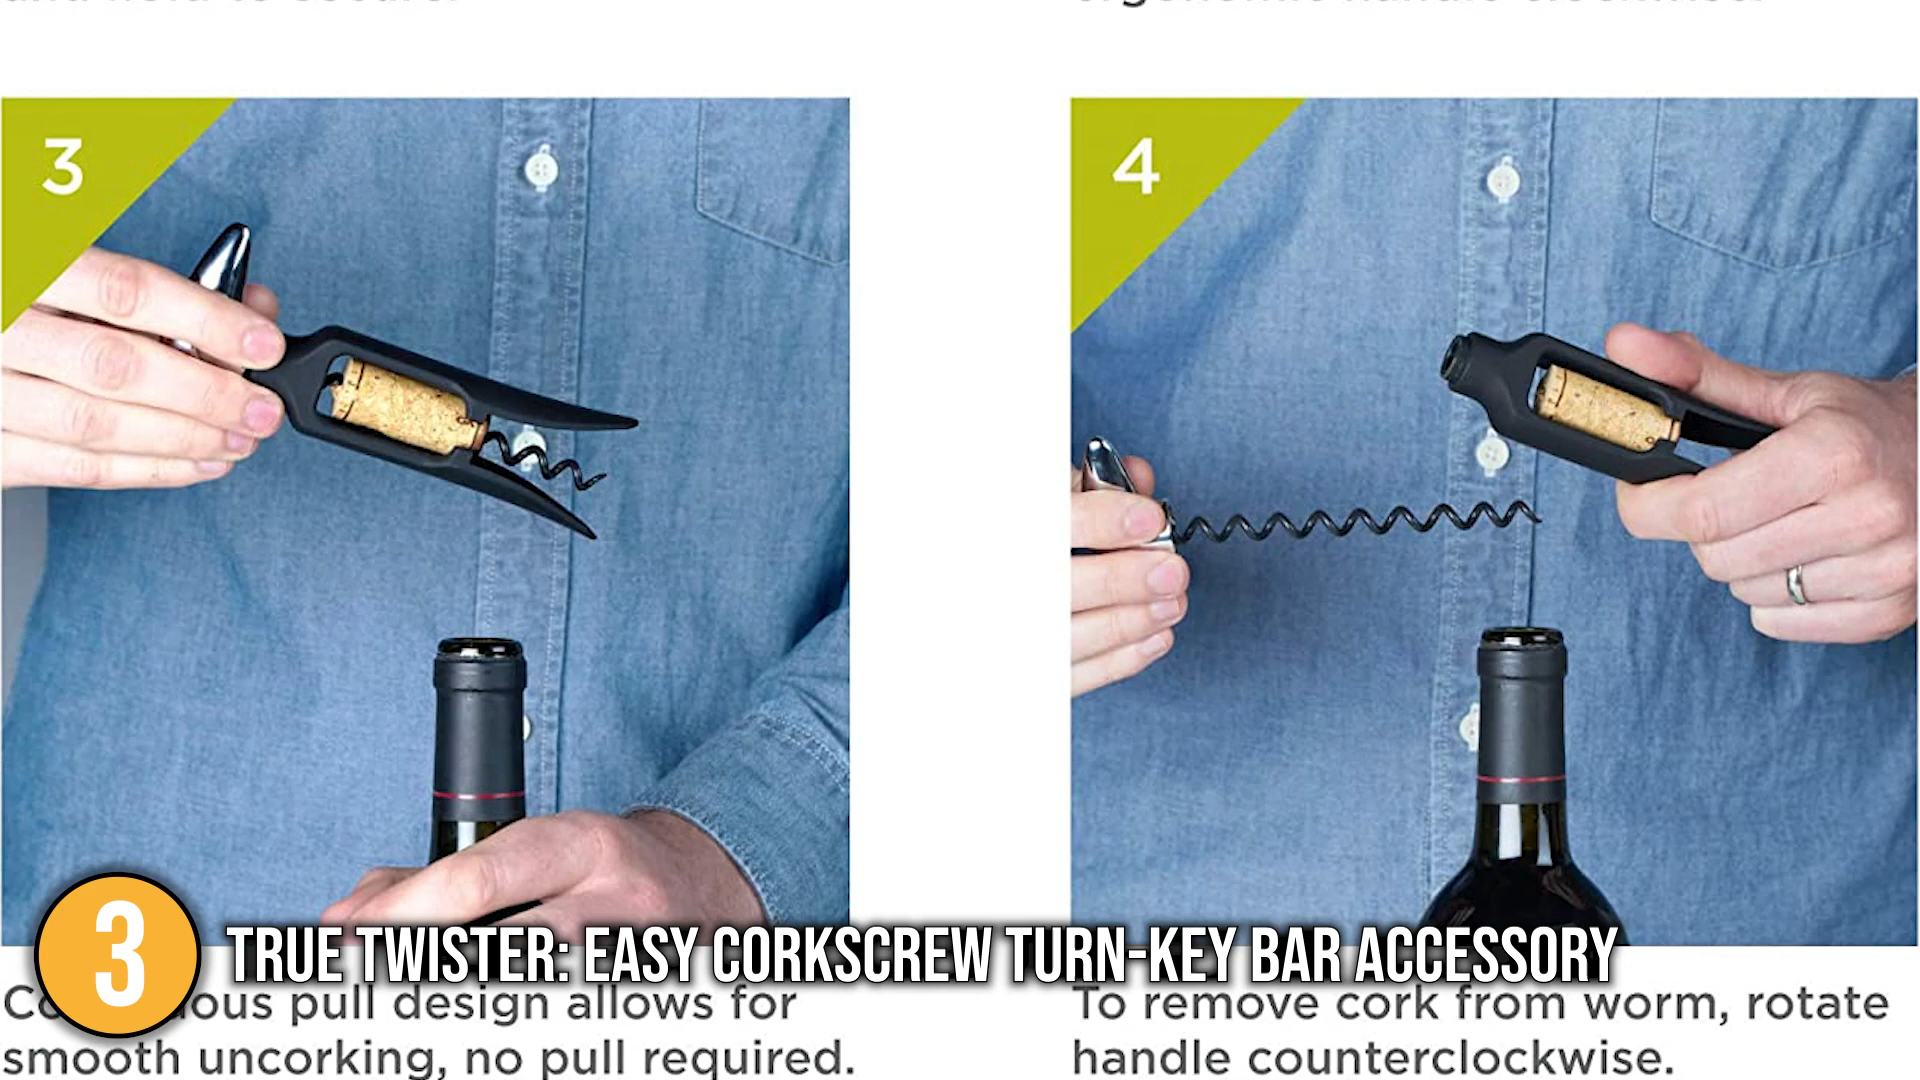 3
4
3
TRUE TWISTER: EASY CORKSCREW TURN-KEY BAR ACCESSORY
pull design allows for
smooth uncorking, no pull required.
To remove cork from worm, rotate
handle counterclockwise.